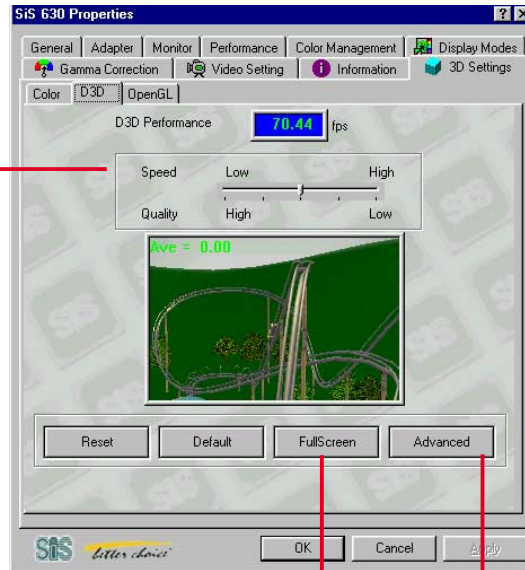 SiS 630 Properties
General Adapter Monitor Performance Color Management Display Modes
Gamma Correction Video Setting Information 3D Settings
Color D3D OpenGL
D3D Performance 70.44 fps
Speed Low High
Quality High Low
Ave = 0.00
Reset Default FullScreen Advanced
SiS better choice OK Cancel Apply